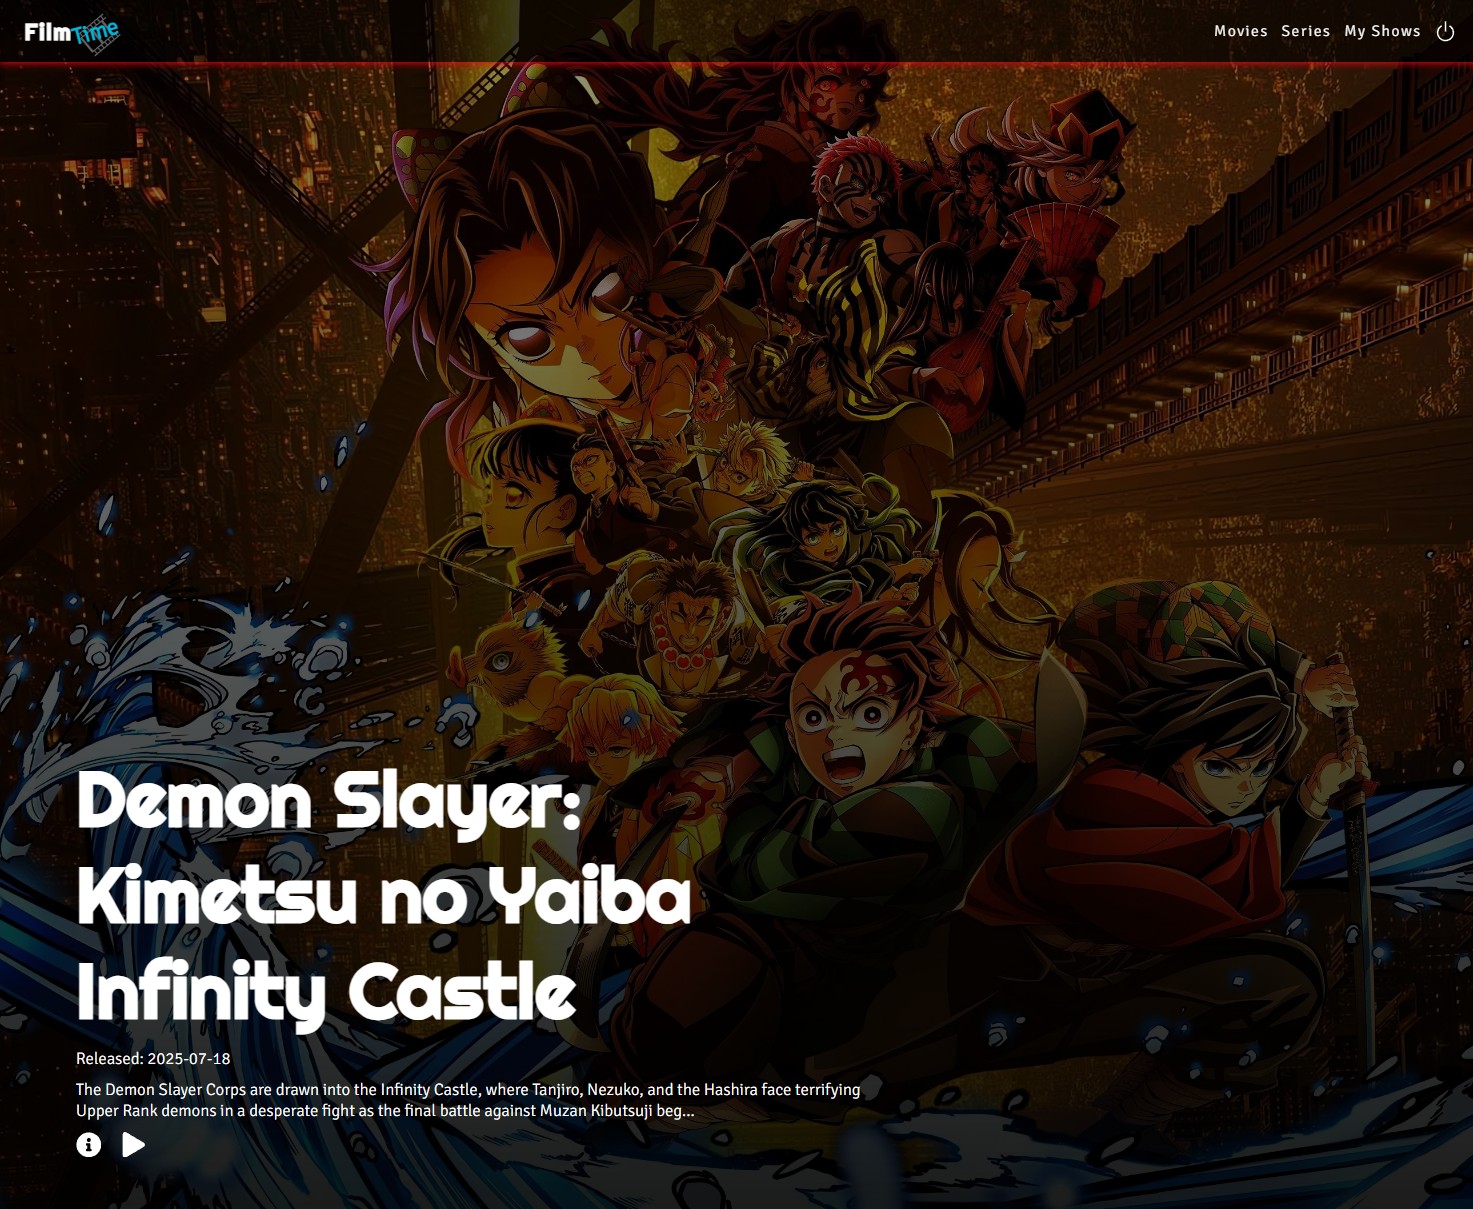 FilmTime
Movies Series My Shows
Demon Slayer:
Kimetsu no Yaiba
Infinity Castle
Released: 2025-07-18
The Demon Slayer Corps are drawn into the Infinity Castle, where Tanjiro, Nezuko, and the Hashira face terrifying
Upper Rank demons in a desperate fight as the final battle against Muzan Kibutsuji beg...